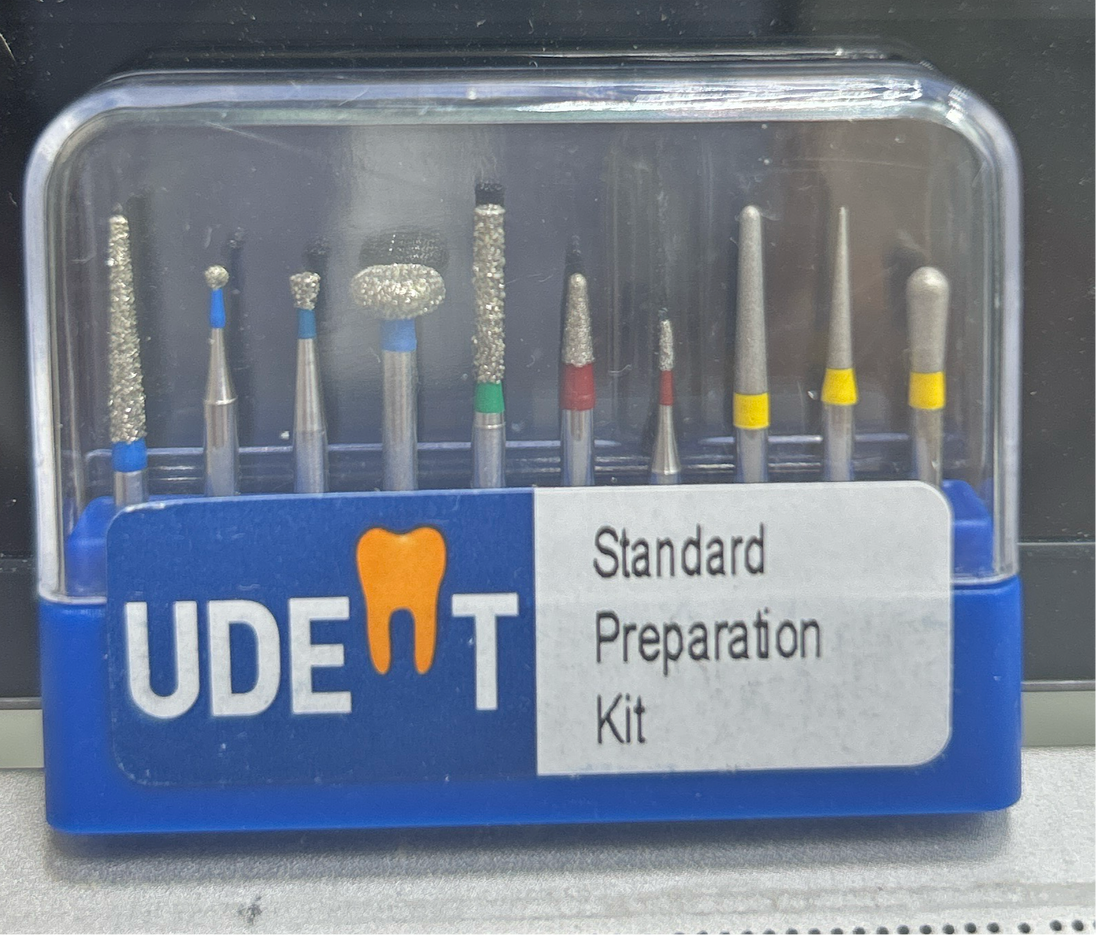 UDENT
Standard
Preparation
Kit